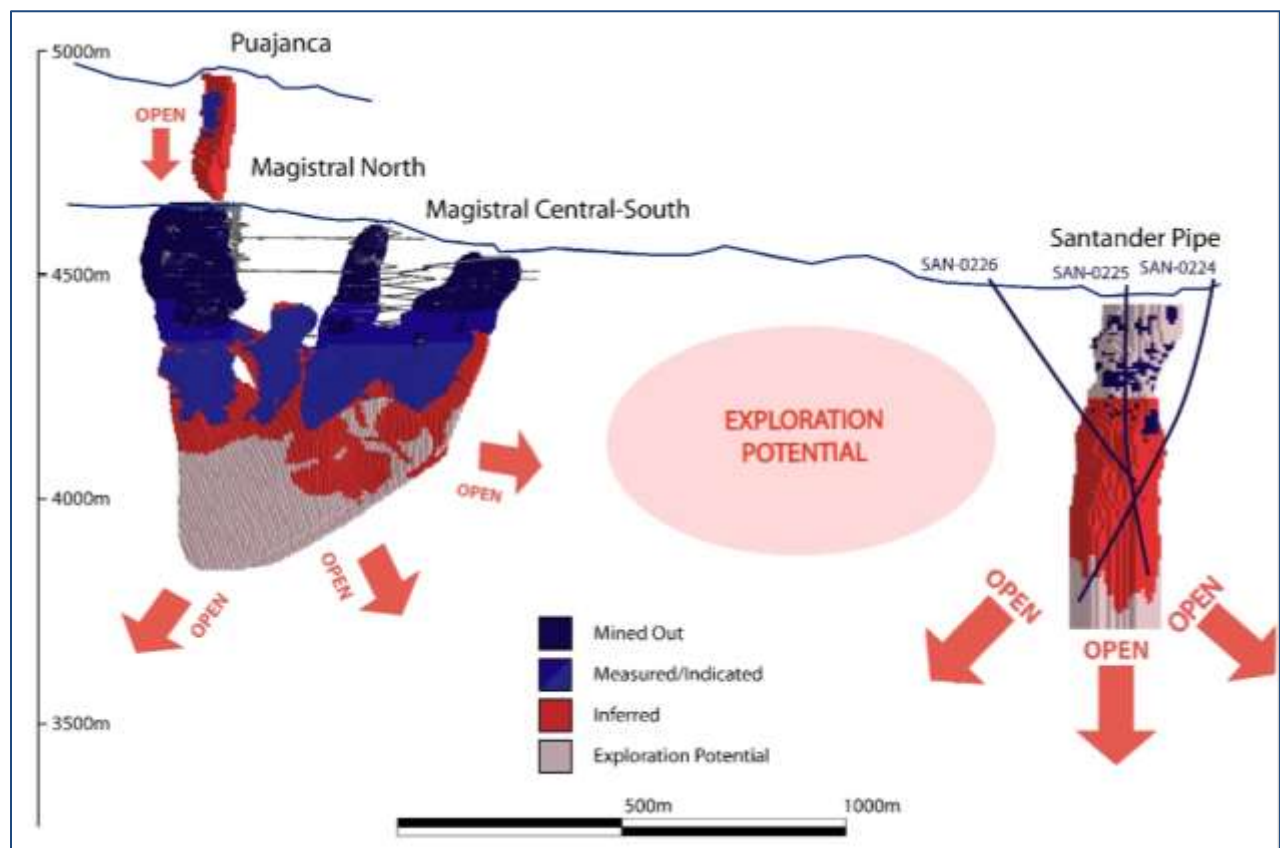 5000m
Puajanca
OPEN
Magistral North
Magistral Central-South
Santander Pipe
SAN-0226
SAN-0225
SAN-0224
4500m
EXPLORATION
POTENTIAL
4000m
OPEN
OPEN
OPEN
OPEN
OPEN
OPEN
Mined Out
Measured/Indicated
Inferred
Exploration Potential
3500m
500m
1000m